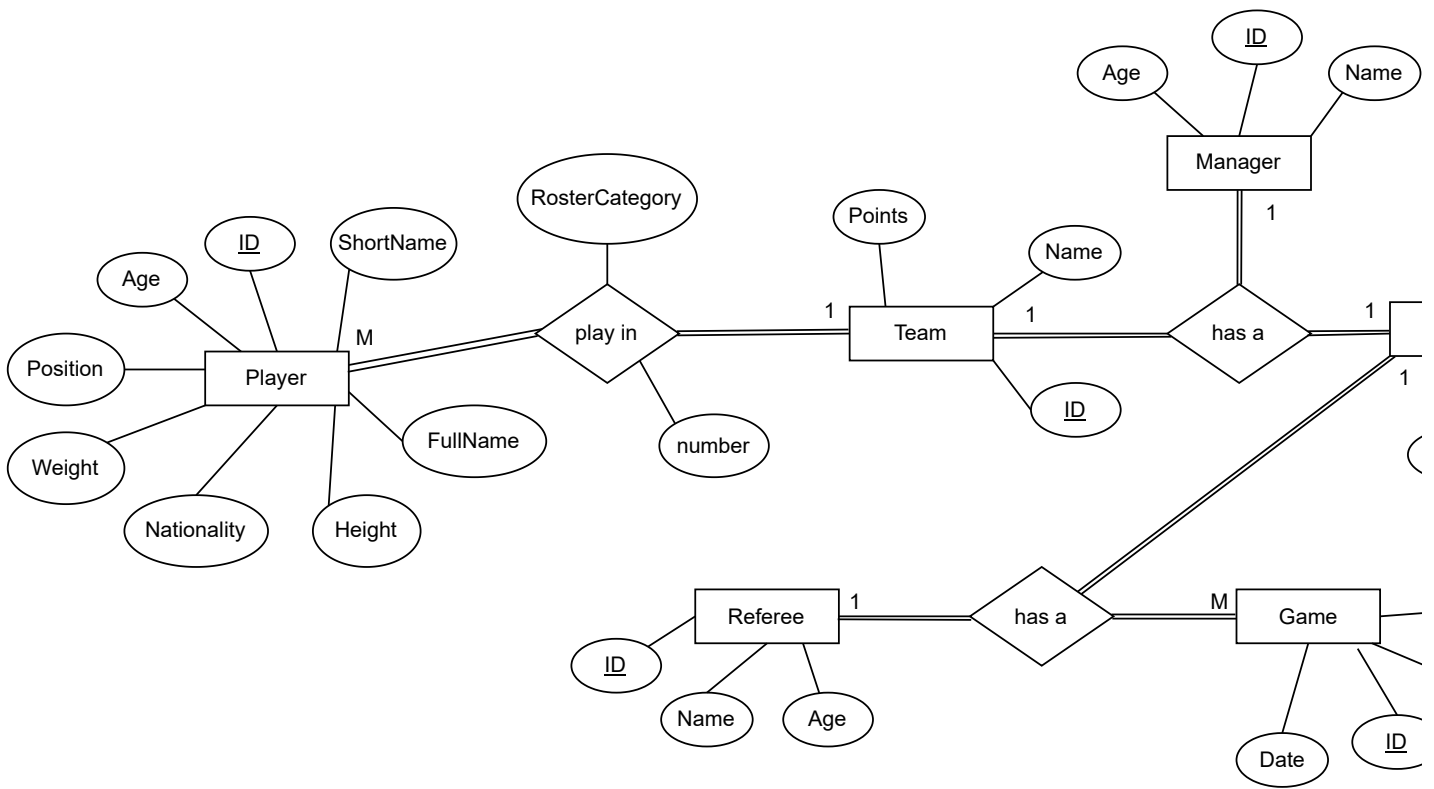 ID
Age
Name
Manager
1
RosterCategory
Points
ID
ShortName
Name
Age
1
1
1
M
play in
Team
has a
Position
Player
1
ID
FullName
number
Weight
Nationality
Height
1
M
Referee
has a
Game
ID
Name
Age
ID
Date